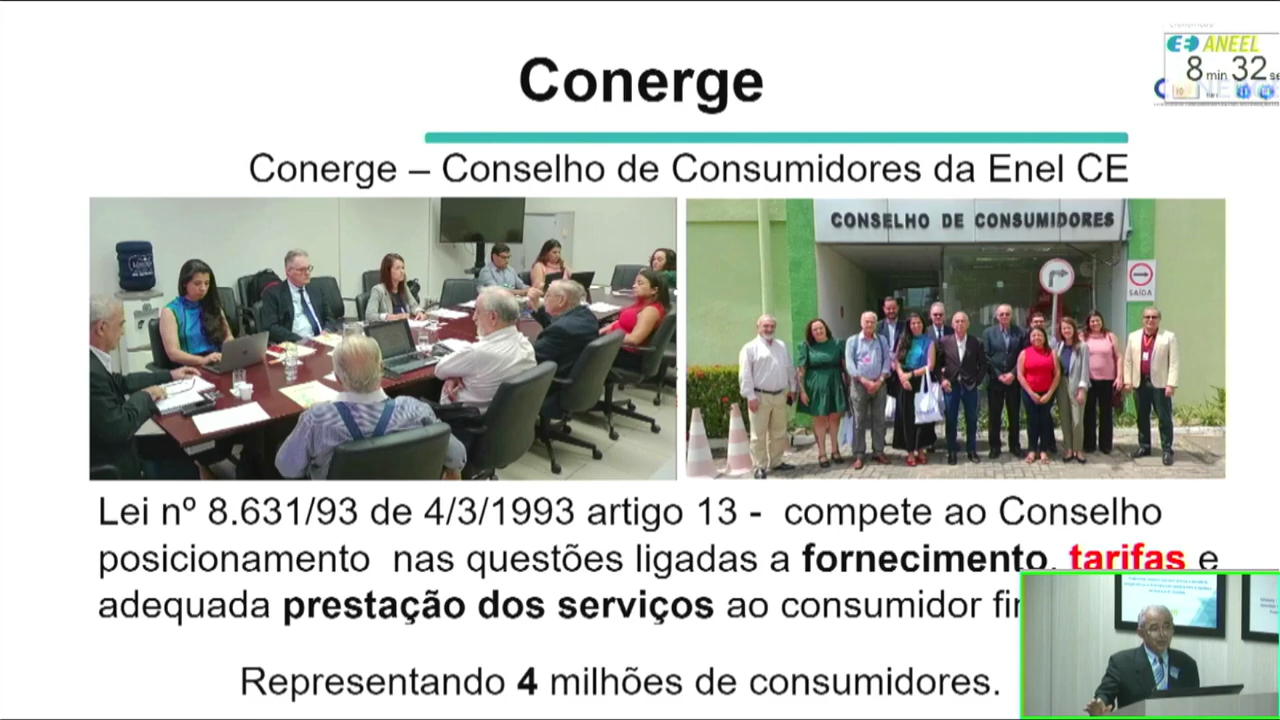 Conerge
ANEEL
8 min 32 se
Conerge – Conselho de Consumidores da Enel CE
CONSELHO DE CONSUMIDORES
SAÍDA
Lei nº 8.631/93 de 4/3/1993 artigo 13 - compete ao Conselho
posicionamento nas questões ligadas a fornecimento, tarifas e
adequada prestação dos serviços ao consumidor
Representando 4 milhões de consumidores.